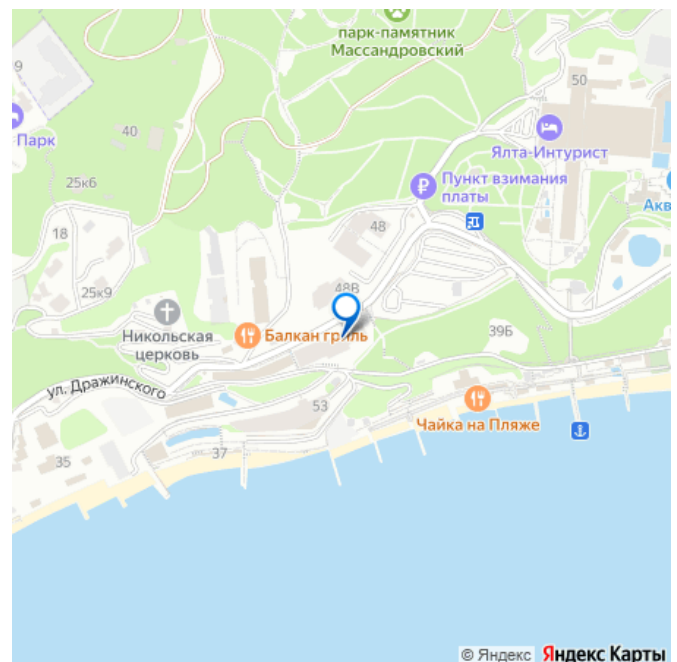 парк-памятник
Массандровский
9
50
40
Парк
Ялта-Интурист
25к6
Пункт взимания
платы
₽
Акв
18
48
25к9
48В
39Б
Никольская
церковь
Балкан гриль
ул. Дражинского
53
Чайка на Пляже
37
35
© Яндекс Яндекс Карты